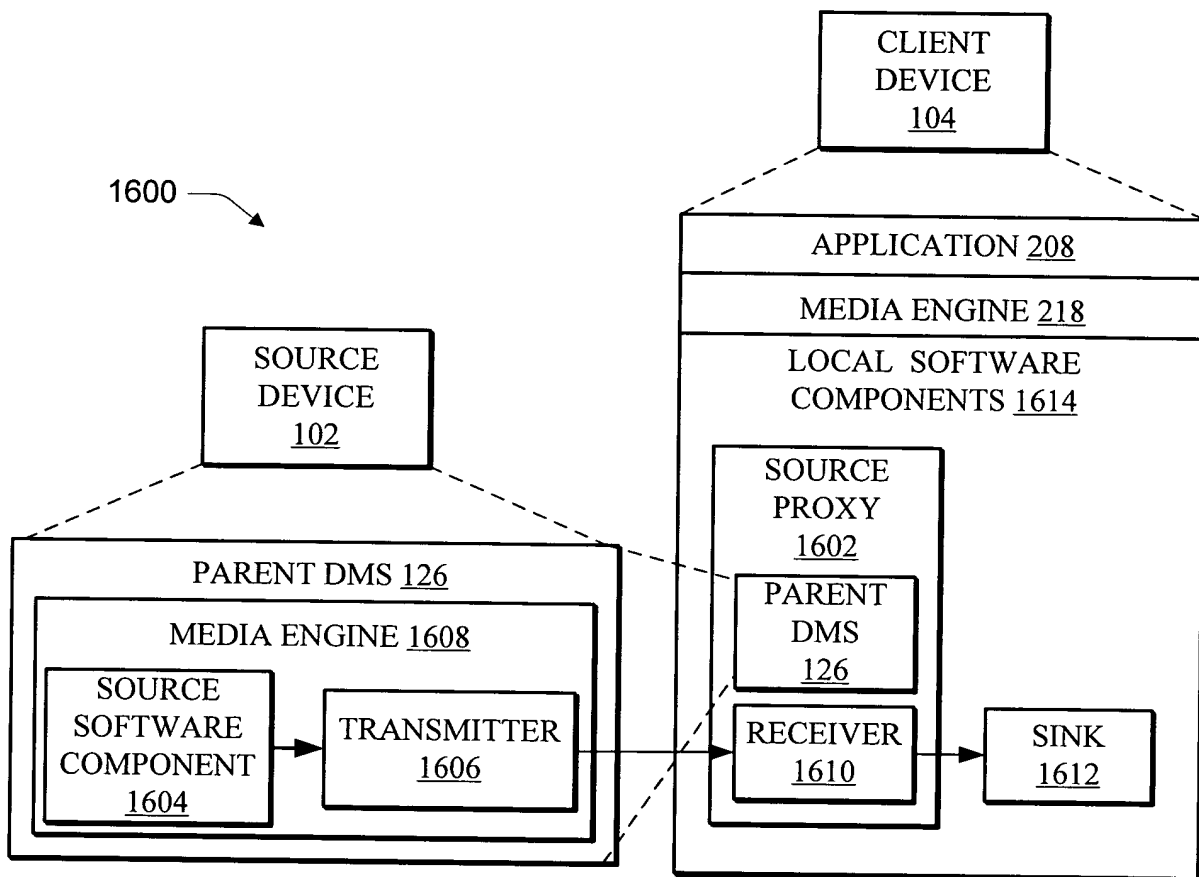 CLIENT
DEVICE
104
1600
APPLICATION 208
MEDIA ENGINE 218
LOCAL SOFTWARE
COMPONENTS 1614
SOURCE
DEVICE
102
SOURCE
PROXY
1602
PARENT DMS 126
PARENT
DMS
126
MEDIA ENGINE 1608
SOURCE
SOFTWARE
COMPONENT
1604
TRANSMITTER
1606
RECEIVER
1610
SINK
1612